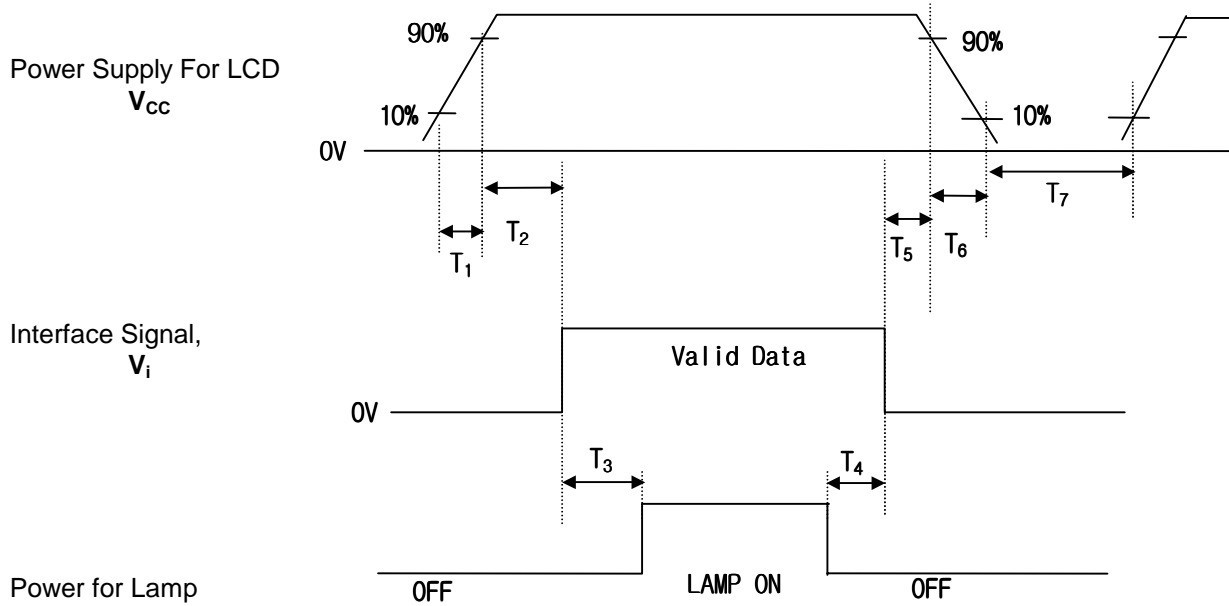 90%
90%
Power Supply For LCD
VCC
10%
10%
0V
T7
T2
T5
T6
T1
Interface Signal,
Vi
Valid Data
0V
T3
T4
Power for Lamp
OFF
LAMP ON
OFF